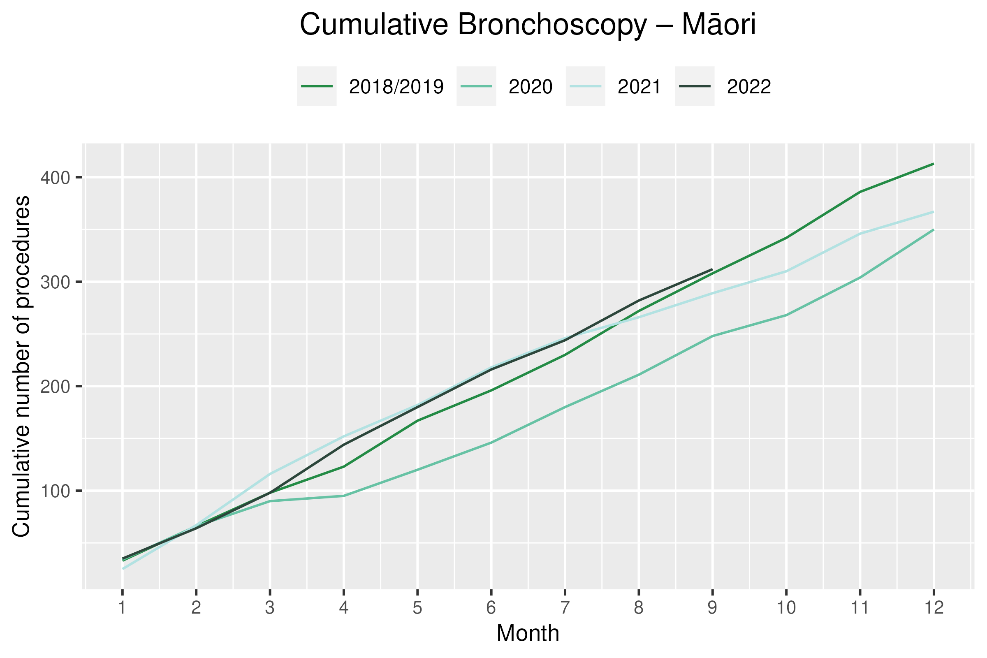 Cumulative Bronchoscopy – Māori
2018/2019 2020 2021 2022
Cumulative number of procedures
400
300
200
100
1 2 3 4 5 6 7 8 9 10 11 12
Month